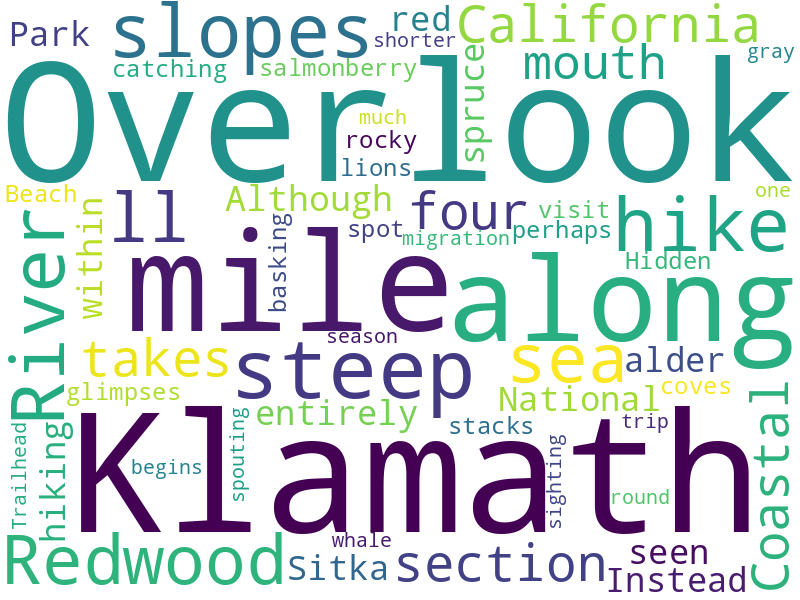 Park
slopes
red
shorter
California
gray
catching
salmonberry
spruce
mouth
Overlook
much
rocky
lions
Beach
within
ll
Although
four
visit
one
basking
spot
migration
perhaps
hike
Hidden
River
mile
along
season
takes
steep
sea
alder
glimpses
National
coves
entirely
Coastal
Trailhead
hiking
Klamath
spouting
stacks
trip
begins
sighting
round
Redwood
whale
Sitka
section
seen
Instead